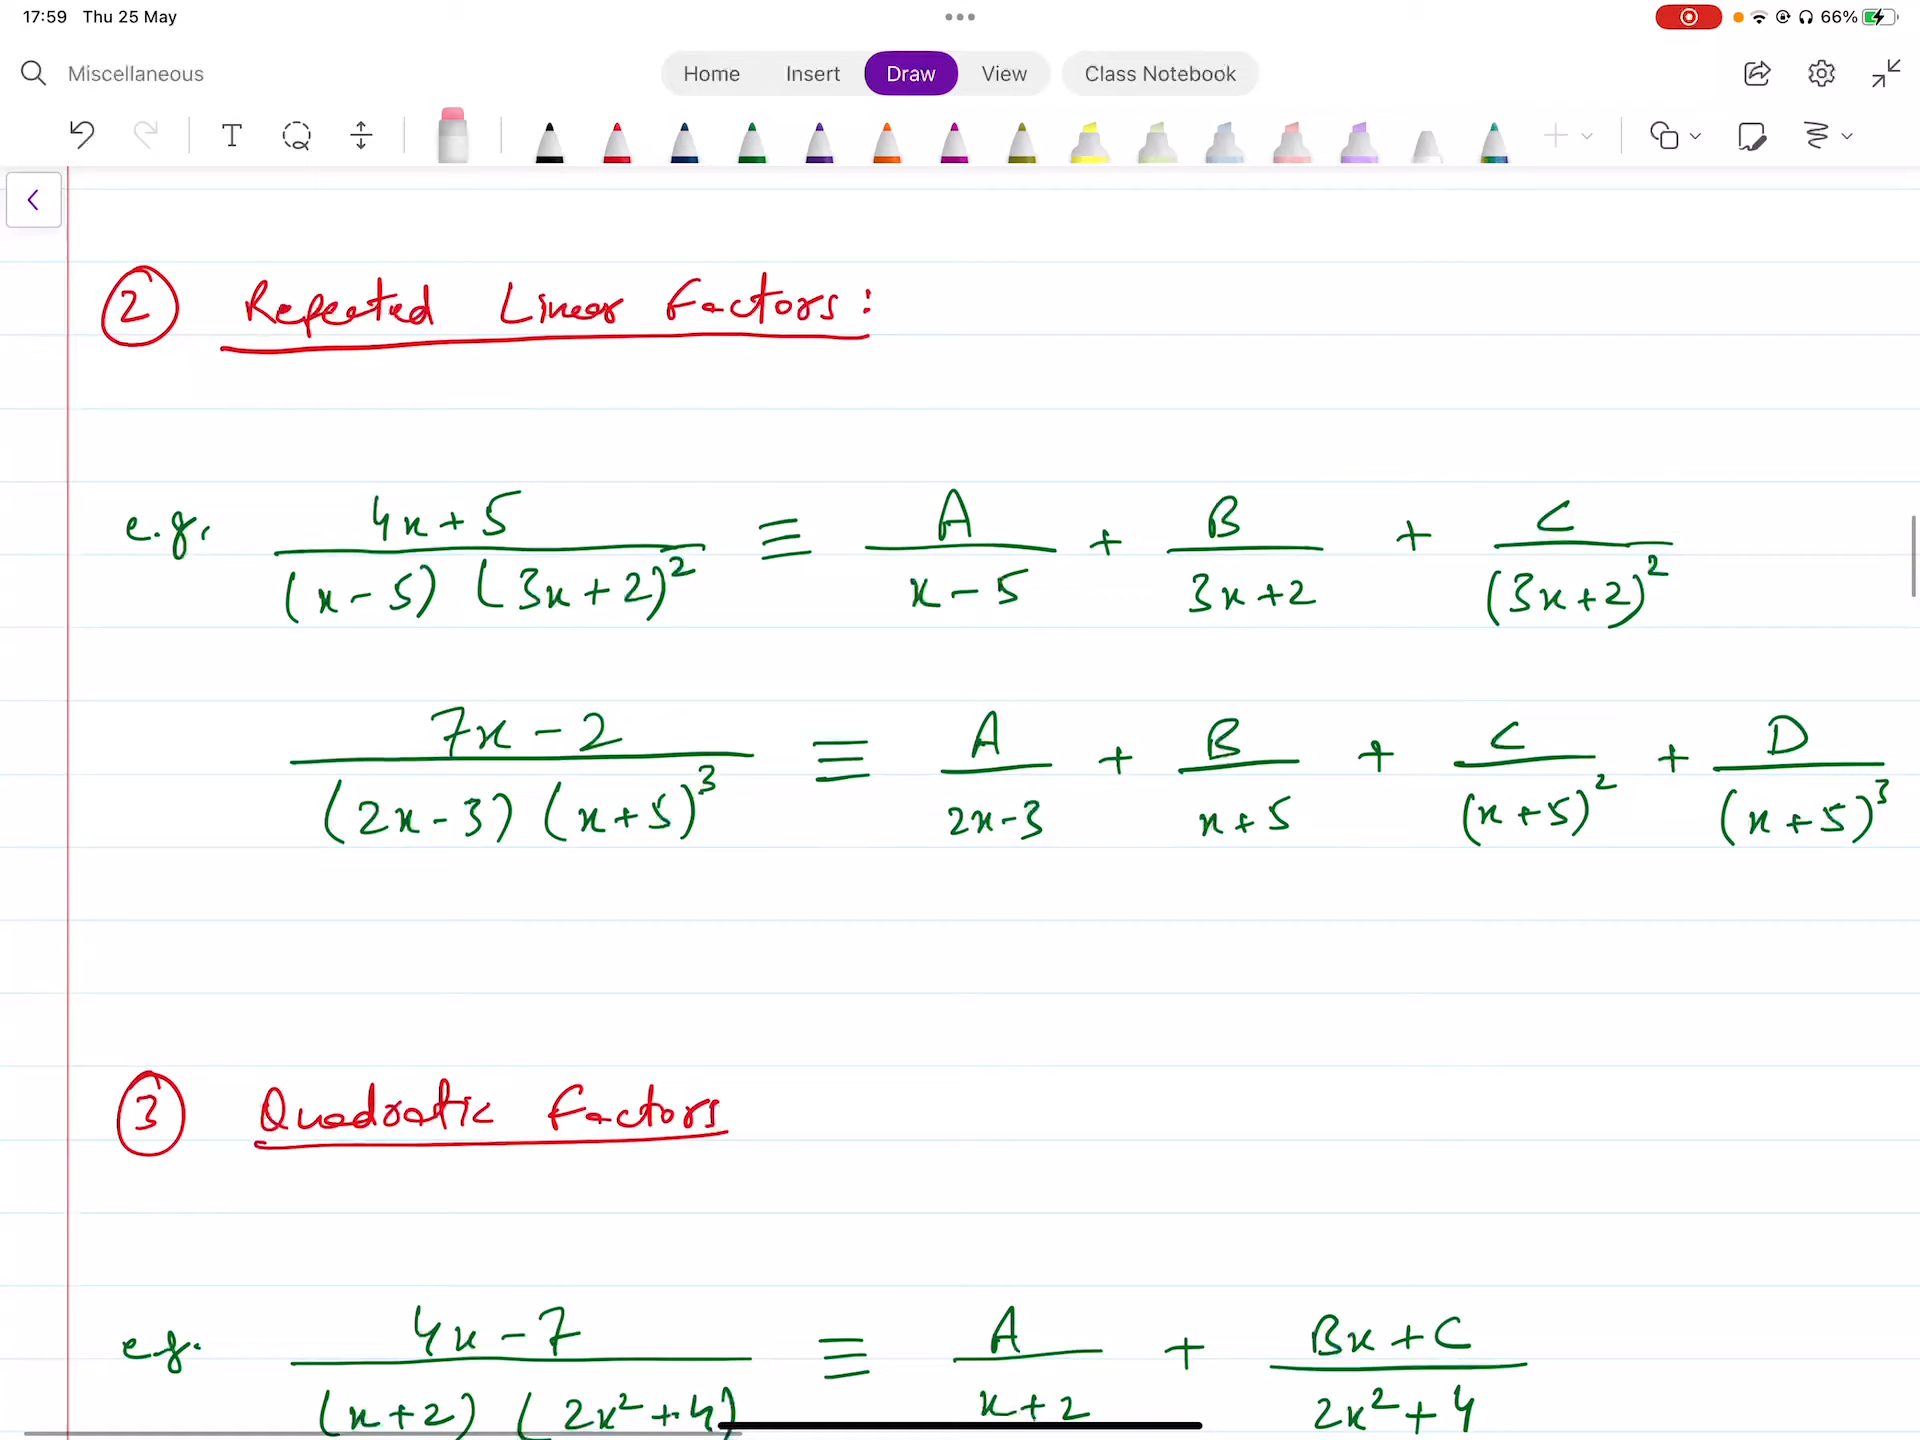 17:59 Thu 25 May 66%
Miscellaneous Home Insert Draw View Class Notebook
T
② Repeated Linear Factors:
e.g. (4x+5)/((x-5)(3x+2)²) ≡ A/(x-5) + B/(3x+2) + C/(3x+2)²
(7x-2)/((2x-3)(x+5)³) ≡ A/(2x-3) + B/(x+5) + C/(x+5)² + D/(x+5)³
③ Quadratic Factors
e.g. (4x-7)/((x+2)(2x²+4)) ≡ A/(x+2) + (Bx+C)/(2x²+4)